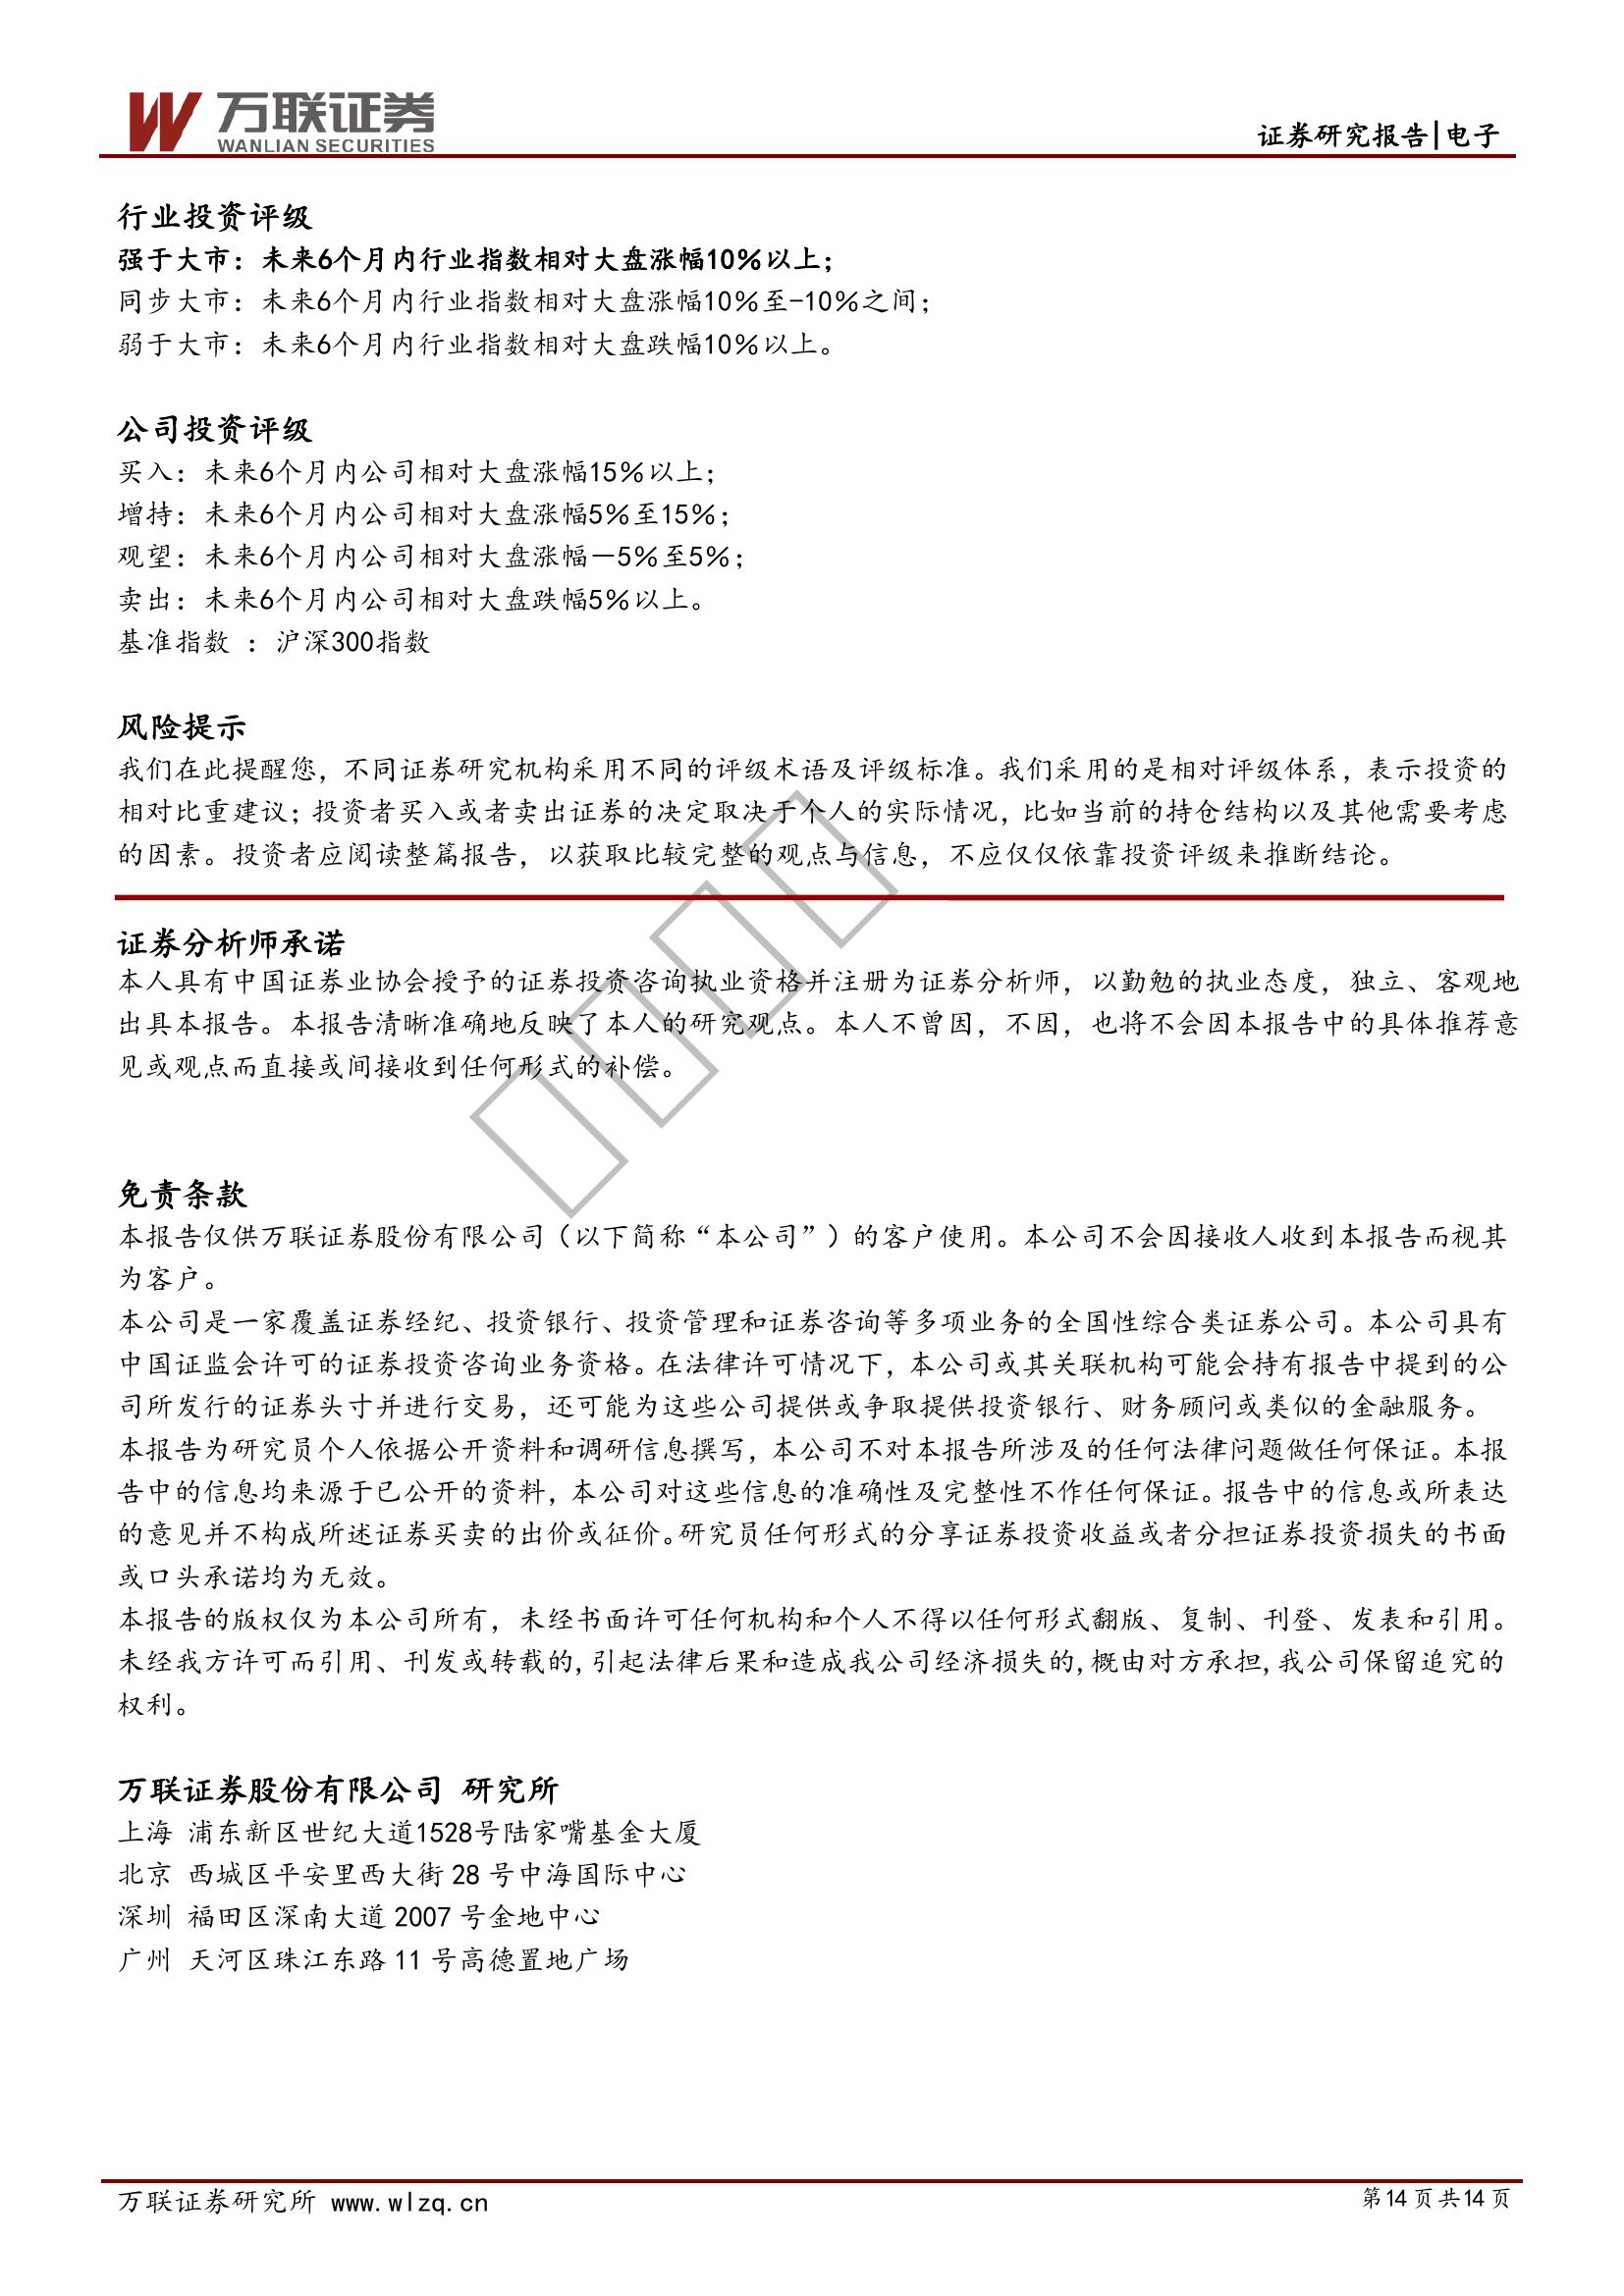 万联证券
WANLIAN SECURITIES
证券研究报告|电子
行业投资评级
强于大市：未来6个月内行业指数相对大盘涨幅10％以上；
同步大市：未来6个月内行业指数相对大盘涨幅10％至-10％之间；
弱于大市：未来6个月内行业指数相对大盘跌幅10％以上。
公司投资评级
买入：未来6个月内公司相对大盘涨幅15％以上；
增持：未来6个月内公司相对大盘涨幅5％至15％；
观望：未来6个月内公司相对大盘涨幅－5％至5％；
卖出：未来6个月内公司相对大盘跌幅5％以上。
基准指数 ：沪深300指数
风险提示
我们在此提醒您，不同证券研究机构采用不同的评级术语及评级标准。我们采用的是相对评级体系，表示投资的
相对比重建议；投资者买入或者卖出证券的决定取决于个人的实际情况，比如当前的持仓结构以及其他需要考虑
的因素。投资者应阅读整篇报告，以获取比较完整的观点与信息，不应仅仅依靠投资评级来推断结论。
证券分析师承诺
本人具有中国证券业协会授予的证券投资咨询执业资格并注册为证券分析师，以勤勉的执业态度，独立、客观地
出具本报告。本报告清晰准确地反映了本人的研究观点。本人不曾因，不因，也将不会因本报告中的具体推荐意
见或观点而直接或间接收到任何形式的补偿。
免责条款
本报告仅供万联证券股份有限公司（以下简称“本公司”）的客户使用。本公司不会因接收人收到本报告而视其
为客户。
本公司是一家覆盖证券经纪、投资银行、投资管理和证券咨询等多项业务的全国性综合类证券公司。本公司具有
中国证监会许可的证券投资咨询业务资格。在法律许可情况下，本公司或其关联机构可能会持有报告中提到的公
司所发行的证券头寸并进行交易，还可能为这些公司提供或争取提供投资银行、财务顾问或类似的金融服务。
本报告为研究员个人依据公开资料和调研信息撰写，本公司不对本报告所涉及的任何法律问题做任何保证。本报
告中的信息均来源于已公开的资料，本公司对这些信息的准确性及完整性不作任何保证。报告中的信息或所表达
的意见并不构成所述证券买卖的出价或征价。研究员任何形式的分享证券投资收益或者分担证券投资损失的书面
或口头承诺均为无效。
本报告的版权仅为本公司所有，未经书面许可任何机构和个人不得以任何形式翻版、复制、刊登、发表和引用。
未经我方许可而引用、刊发或转载的,引起法律后果和造成我公司经济损失的,概由对方承担,我公司保留追究的
权利。
万联证券股份有限公司 研究所
上海 浦东新区世纪大道1528号陆家嘴基金大厦
北京 西城区平安里西大街 28 号中海国际中心
深圳 福田区深南大道 2007 号金地中心
广州 天河区珠江东路 11 号高德置地广场
万联证券研究所 www.wlzq.cn
第14 页 共14 页